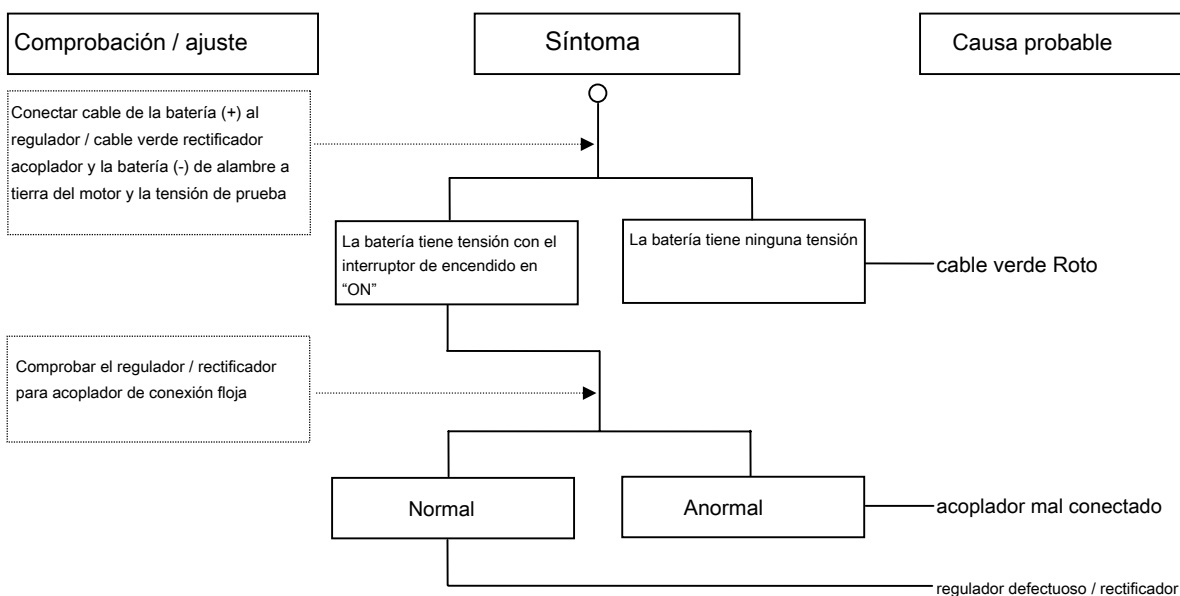 Comprobación / ajuste
Síntoma
Causa probable
Conectar cable de la batería (+) al
regulador / cable verde rectificador
acoplador y la batería (-) de alambre a
tierra del motor y la tensión de prueba
La batería tiene tensión con el
interruptor de encendido en
“ON”
La batería tiene ninguna tensión
cable verde Roto
Comprobar el regulador / rectificador
para acoplador de conexión floja
Normal
Anormal
acoplador mal conectado
regulador defectuoso / rectificador